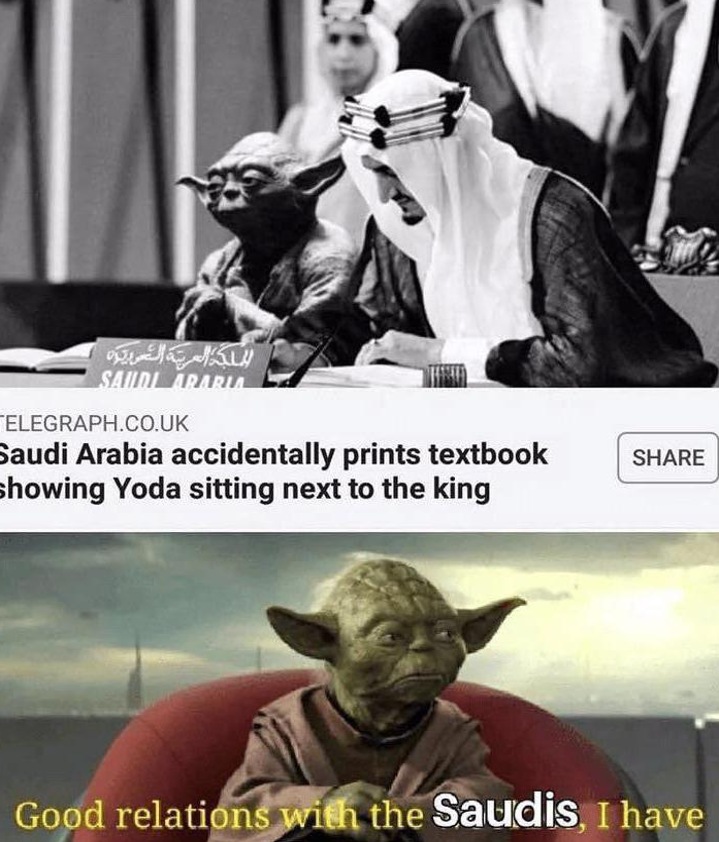 المملكة العربية السعودية
SAUDI ARABIA
TELEGRAPH.CO.UK
Saudi Arabia accidentally prints textbook
showing Yoda sitting next to the king
SHARE
Good relations with the Saudis, I have